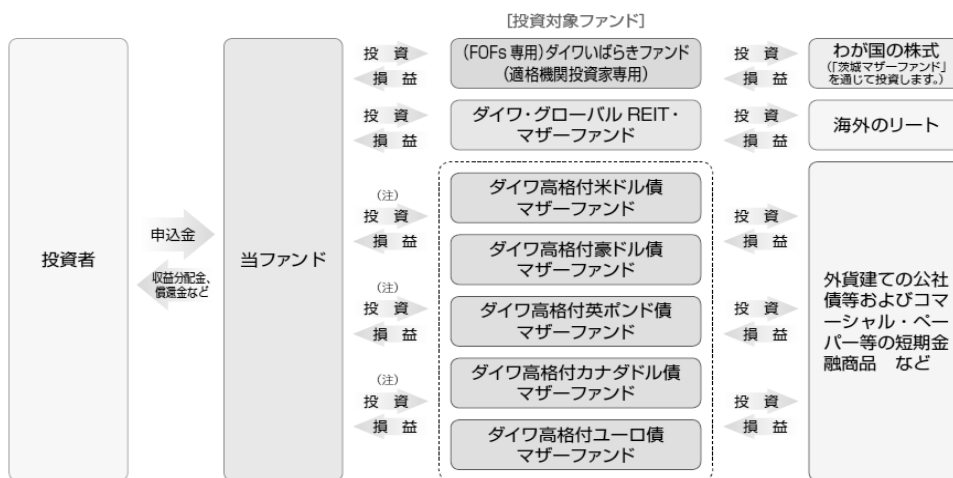 [投資対象ファンド]
投資者
申込金
収益分配金、
償還金など
当ファンド
投 資
損 益
(FOFs 専用)ダイワいばらきファンド
(適格機関投資家専用)
投 資
損 益
わが国の株式
(「茨城マザーファンド」
を通じて投資します。)
投 資
損 益
ダイワ・グローバル REIT・
マザーファンド
投 資
損 益
海外のリート
(注)
投 資
損 益
ダイワ高格付米ドル債
マザーファンド
投 資
損 益
ダイワ高格付豪ドル債
マザーファンド
(注)
投 資
損 益
ダイワ高格付英ポンド債
マザーファンド
投 資
損 益
(注)
投 資
損 益
ダイワ高格付カナダドル債
マザーファンド
投 資
損 益
ダイワ高格付ユーロ債
マザーファンド
外貨建ての公社
債等およびコマ
ーシャル・ペー
パー等の短期金
融商品 など